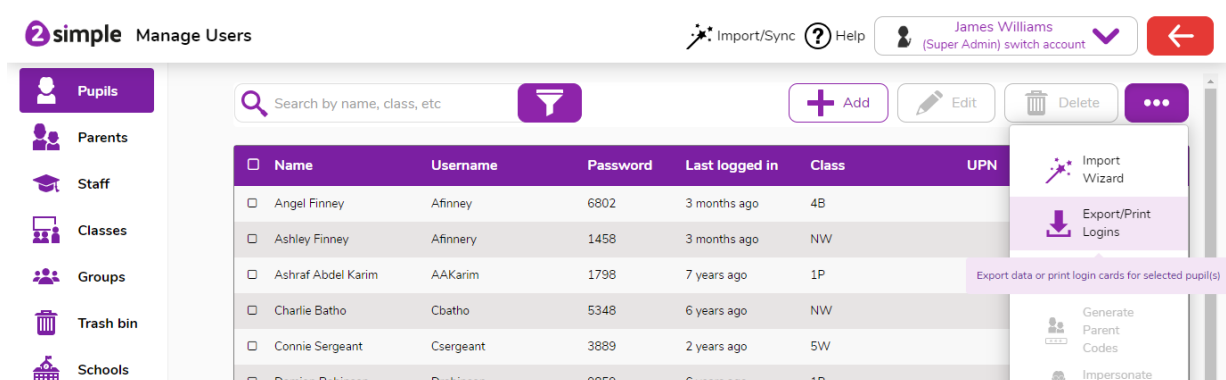 2simple Manage Users
Import/Sync
? Help
James Williams
(Super Admin) switch account
Pupils
Parents
Staff
Classes
Groups
Trash bin
Schools
Search by name, class, etc
Add
Edit
Delete
Name Username Password Last logged in Class UPN
Angel Finney Afinney 6802 3 months ago 4B
Ashley Finney Afinnery 1458 3 months ago NW
Ashraf Abdel Karim AAKarim 1798 7 years ago 1P
Charlie Batho Cbatho 5348 6 years ago NW
Connie Sergeant Csergeant 3889 2 years ago 5W
Import
Wizard
Export/Print
Logins
Export data or print login cards for selected pupil(s)
Generate
Parent
Codes
Impersonate